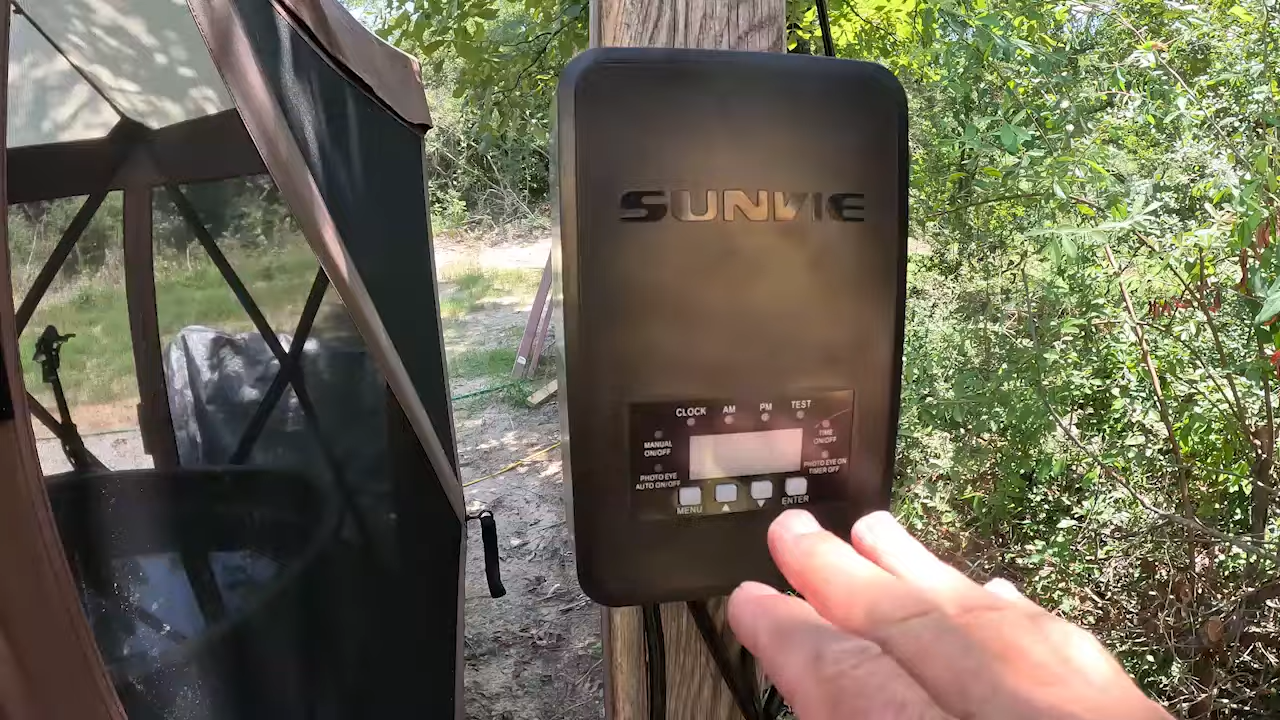 SUNVIE
CLOCK AM PM TEST
MANUAL
ON/OFF
TIME
ON/OFF
PHOTO EYE
AUTO ON/OFF
PHOTO EYE ON
TIMER OFF
MENU ▲ ▼ ENTER